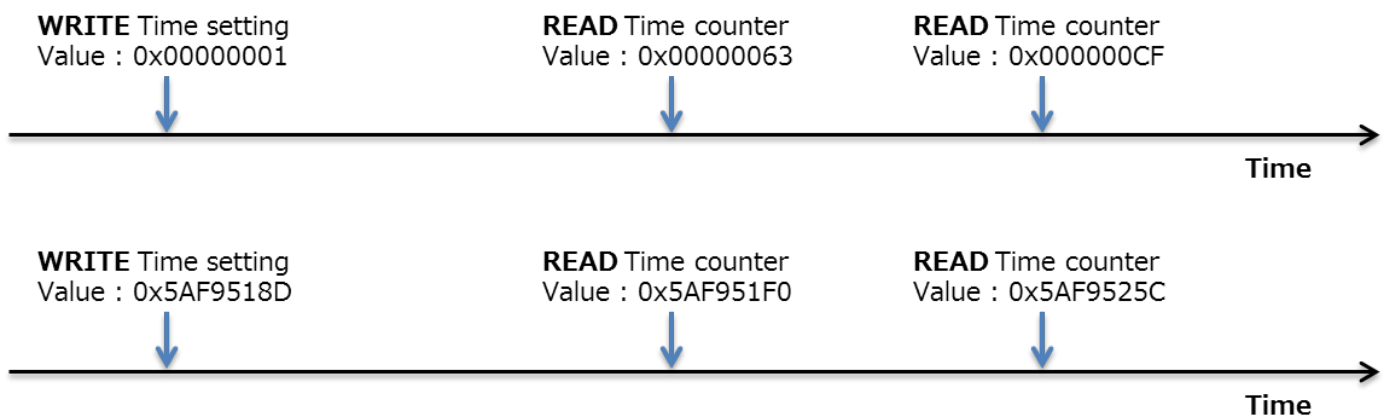 WRITE Time setting
Value : 0x00000001
READ Time counter
Value : 0x00000063
READ Time counter
Value : 0x000000CF
Time
WRITE Time setting
Value : 0x5AF9518D
READ Time counter
Value : 0x5AF951F0
READ Time counter
Value : 0x5AF9525C
Time